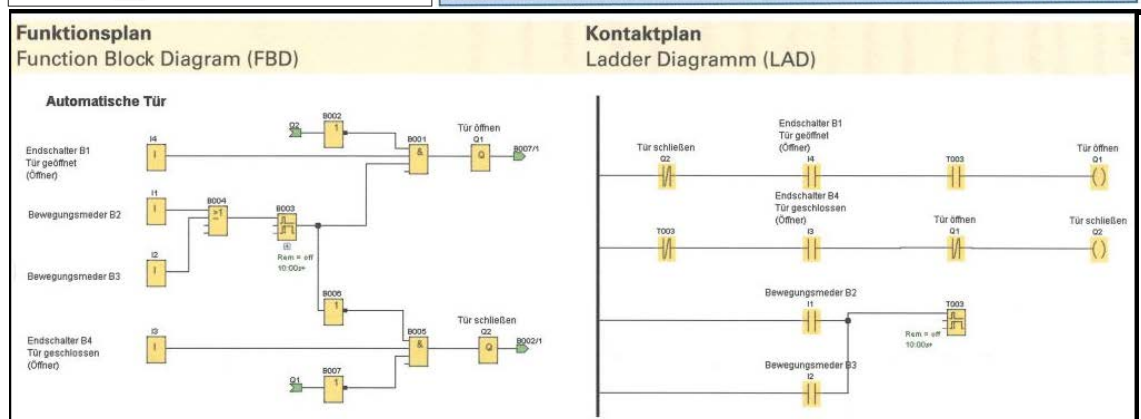 Funktionsplan
Function Block Diagram (FBD)
Automatische Tür
Q2
B002
1
Endschalter B1
Tür geöffnet
(Öffner)
I4
I
B001
&
Tür öffnen
Q1
Q
B007/1
Bewegungsmeder B2
I1
I
B004
≥1
B003
Rem = off
10:00s+
Bewegungsmeder B3
I2
I
B006
1
Endschalter B4
Tür geschlossen
(Öffner)
I3
I
B005
&
Tür schließen
Q2
Q
B002/1
Q1
B007
1
Kontaktplan
Ladder Diagramm (LAD)
Tür schließen
Q2
Endschalter B1
Tür geöffnet
(Öffner)
I4
T003
Tür öffnen
Q1
T003
Endschalter B4
Tür geschlossen
(Öffner)
I3
Tür öffnen
Q1
Tür schließen
Q2
Bewegungsmeder B2
I1
T003
Rem = off
10:00s+
Bewegungsmeder B3
I2